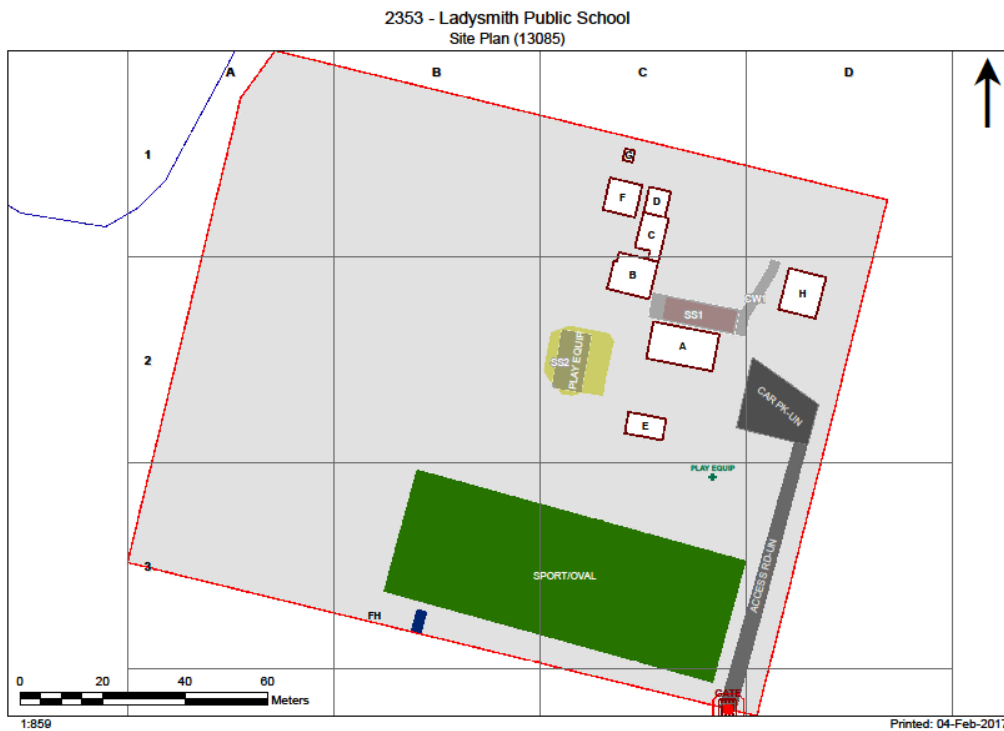 2353 - Ladysmith Public School
Site Plan (13085)
A B C D
1
G
F
D
C
B
H
CW1
SS1
A
2
SS3
PLAY EQUIP
CAR PK-UN
E
PLAY EQUIP
SPORT/OVAL
ACCESS RD-UN
3
FH
GATE
0 20 40 60
Meters
1:859
Printed: 04-Feb-2017